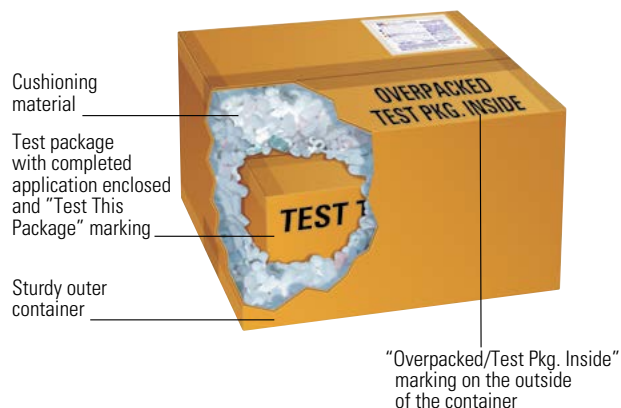 Cushioning
material
OVERPACKED
TEST PKG. INSIDE
Test package
with completed
application enclosed
and “Test This
Package” marking
TEST T
Sturdy outer
container
“Overpacked/Test Pkg. Inside”
marking on the outside
of the container